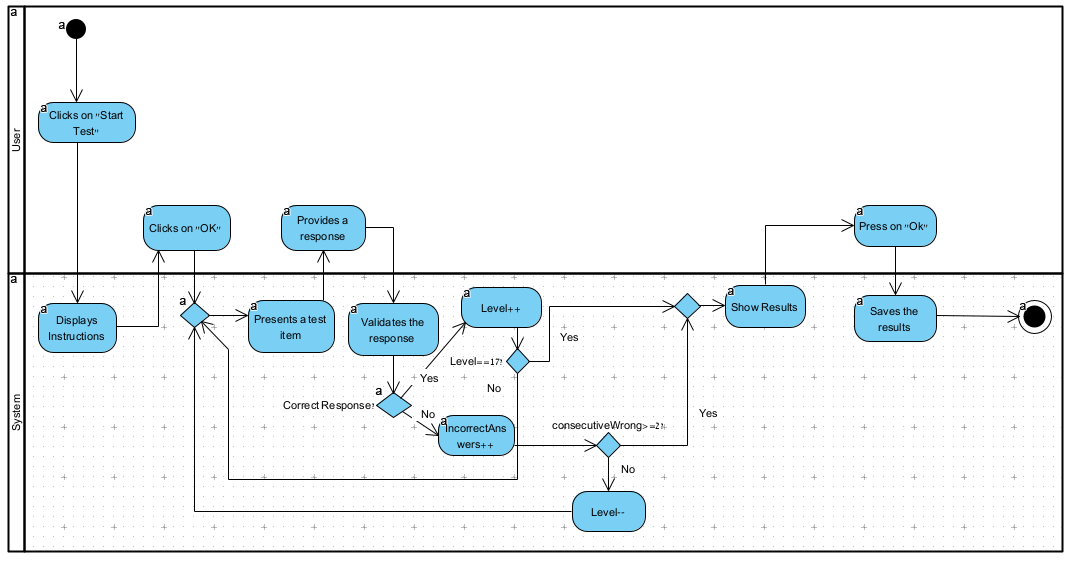 a
a
User
a
Clicks on "Start
Test"
a
Clicks on "OK"
a
Provides a
response
a
Press on "Ok"
a
System
a
Displays
Instructions
a
a
Presents a test
item
a
Validates the
response
a
Level++
a
Show Results
a
Saves the
results
a
Level==17?
Yes
No
a
Correct Response?
Yes
No
a
IncorrectAns
wers++
consecutiveWrong>=2?
Yes
No
Level--